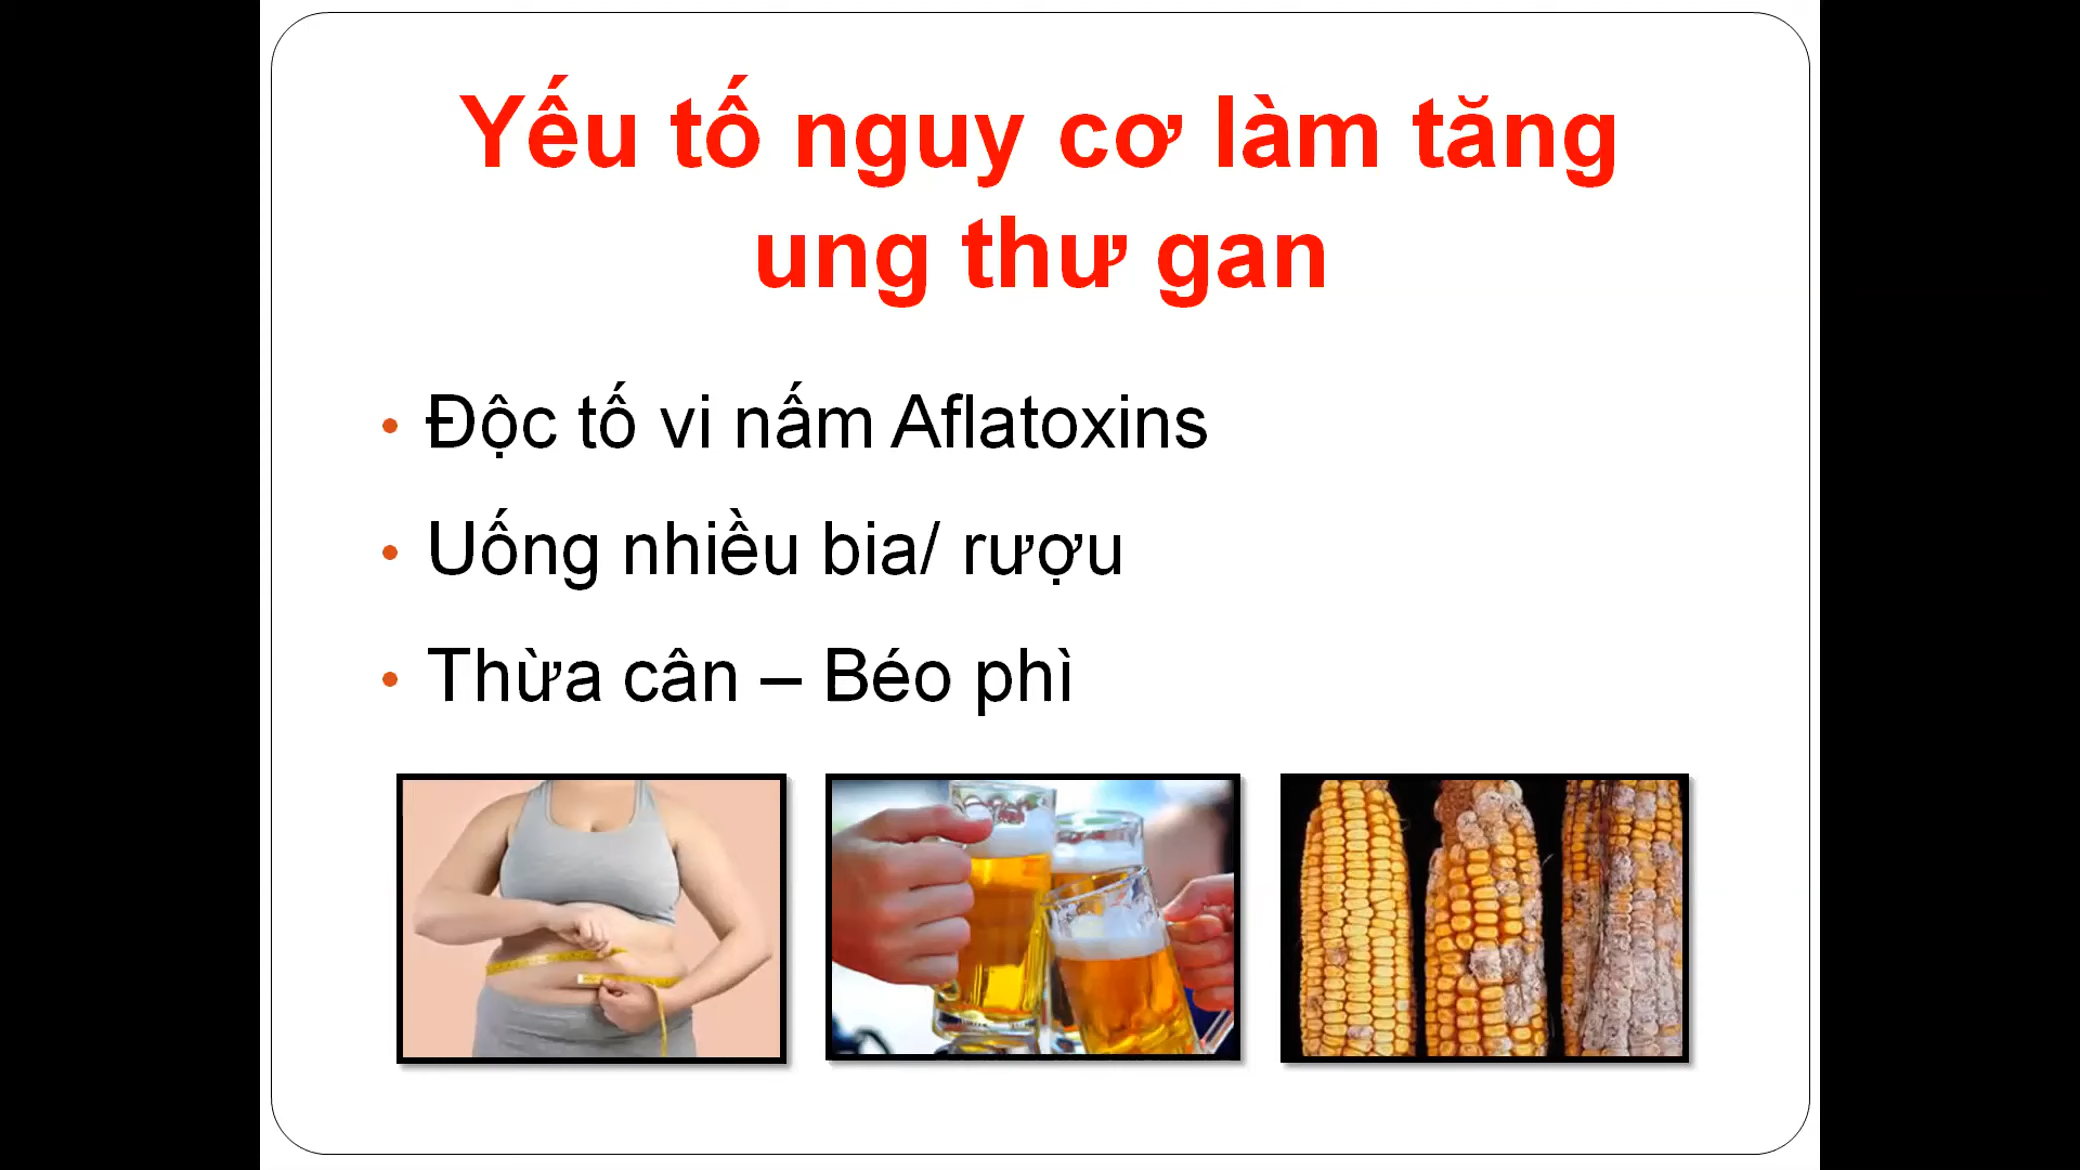 Yếu tố nguy cơ làm tăng
ung thư gan
• Độc tố vi nấm Aflatoxins
• Uống nhiều bia/ rượu
• Thừa cân – Béo phì